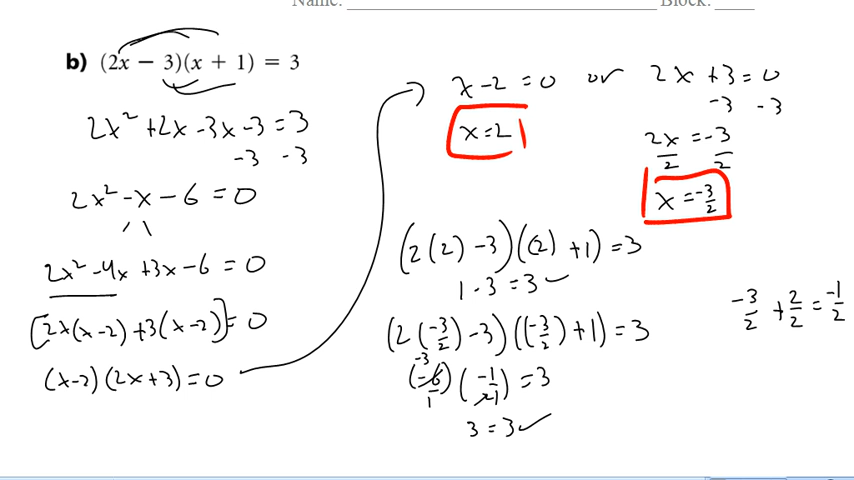 Name: Block:
b) (2x − 3)(x + 1) = 3
2x² +2x -3x -3 = 3
-3 -3
2x² -x -6 = 0
2x² -4x +3x -6 = 0
[2x(x-2) +3(x-2)] = 0
(x-2)(2x+3) = 0
x-2 = 0 or 2x +3 = 0
-3 -3
x = 2
2x = -3
2 2
x = -3/2
(2(2) -3)((2) +1) = 3
1 · 3 = 3 ✓
(2(-3/2) -3)((-3/2) +1) = 3
-3/2 + 2/2 = -1/2
-3
(-6/1)(-1/2) = 3
1
3 = 3 ✓